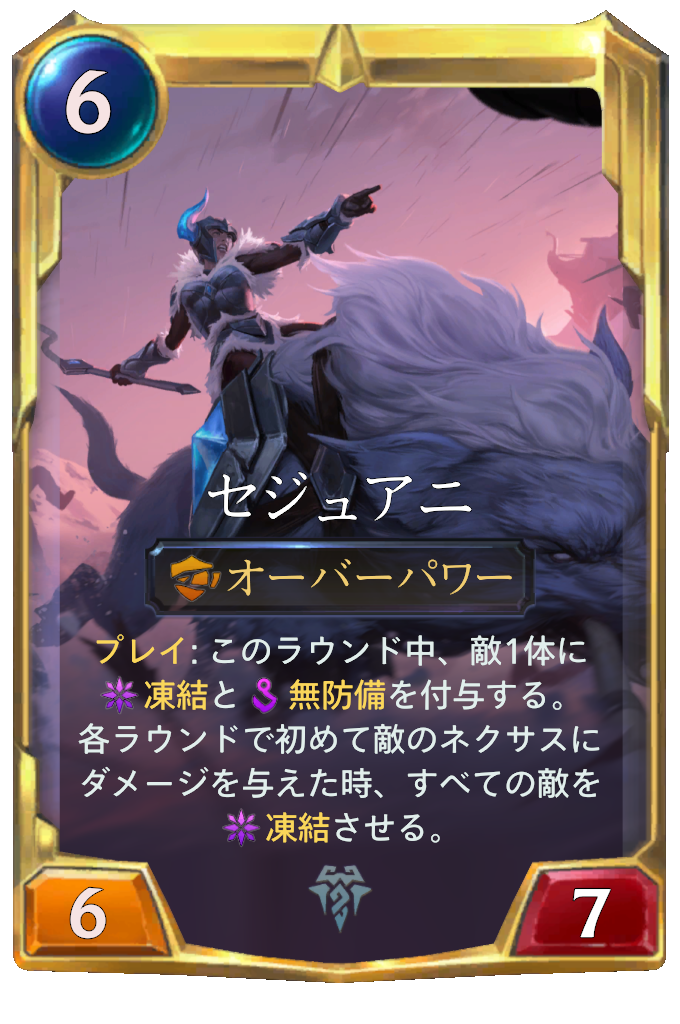 6
セジュアニ
オーバーパワー
プレイ: このラウンド中、敵1体に
凍結と 無防備を付与する。
各ラウンドで初めて敵のネクサスに
ダメージを与えた時、すべての敵を
凍結させる。
6
7